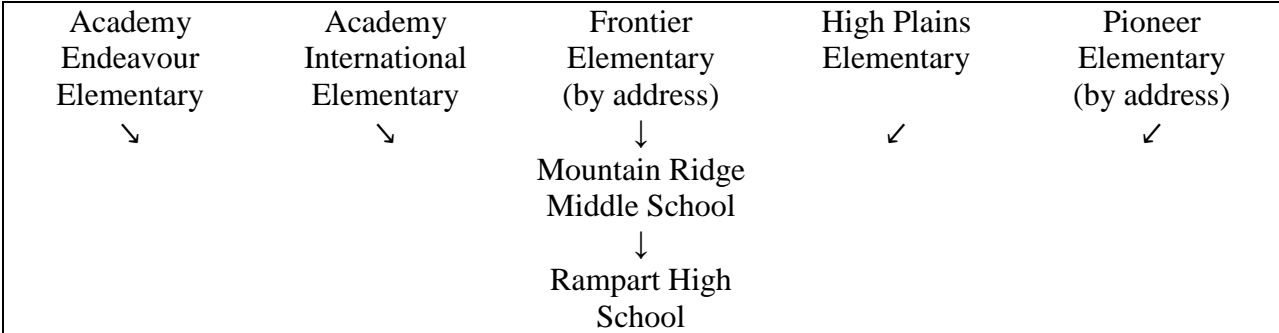 Academy Endeavour Elementary
Academy International Elementary
Frontier Elementary (by address)
High Plains Elementary
Pioneer Elementary (by address)
↘ ↘ ↓ ↙ ↙
Mountain Ridge
Middle School
↓
Rampart High
School